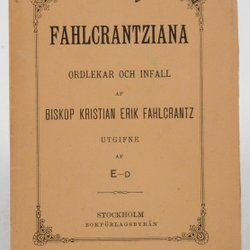 FAHLCRANTZIANA
ORDLEKAR OCH INFALL
AF
BISKOP KRISTIAN ERIK FAHLCRANTZ
UTGIFNE
AF
E—D
STOCKHOLM
BOKFÖRLAGSBYRÅN